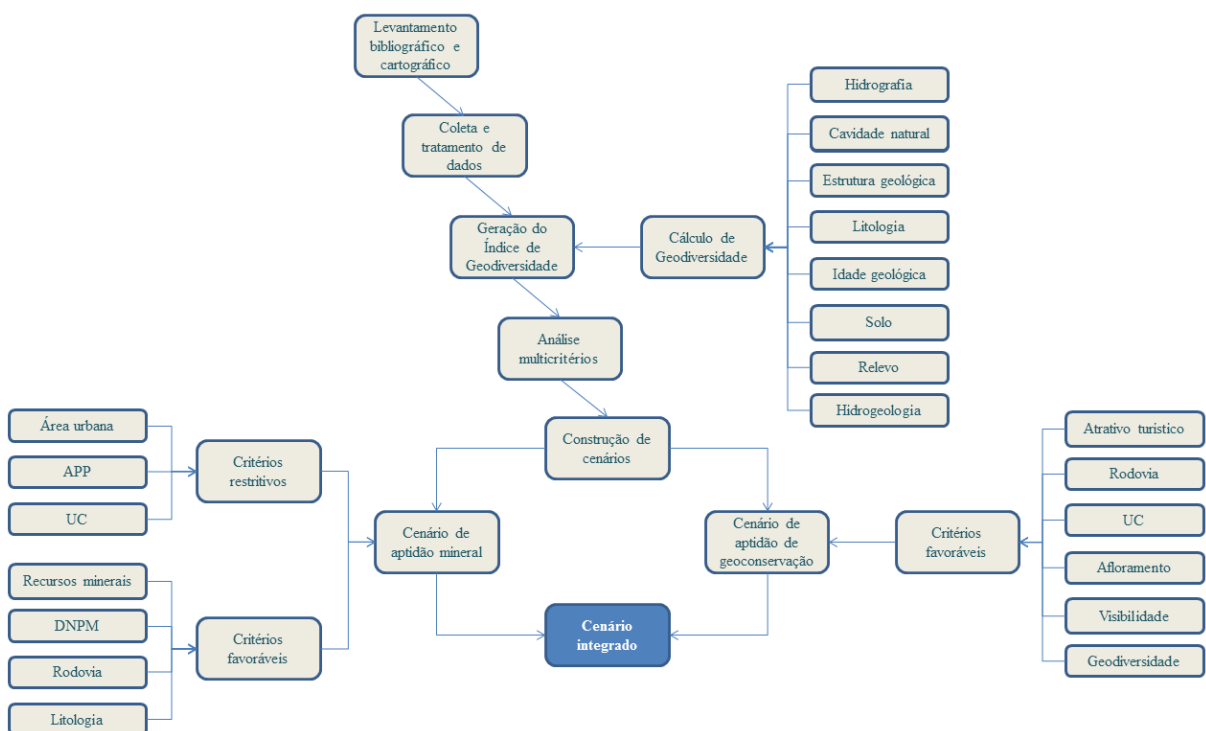 Levantamento
bibliográfico e
cartográfico
Coleta e
tratamento de
dados
Geração do
Índice de
Geodiversidade
Cálculo de
Geodiversidade
Hidrografia
Cavidade natural
Estrutura geológica
Litologia
Idade geológica
Solo
Relevo
Hidrogeologia
Análise
multicritérios
Construção de
cenários
Área urbana
APP
UC
Critérios
restritivos
Recursos minerais
DNPM
Rodovia
Litologia
Critérios
favoráveis
Cenário de
aptidão mineral
Cenário de
aptidão de
geoconservação
Critérios
favoráveis
Atrativo turístico
Rodovia
UC
Afloramento
Visibilidade
Geodiversidade
Cenário
integrado